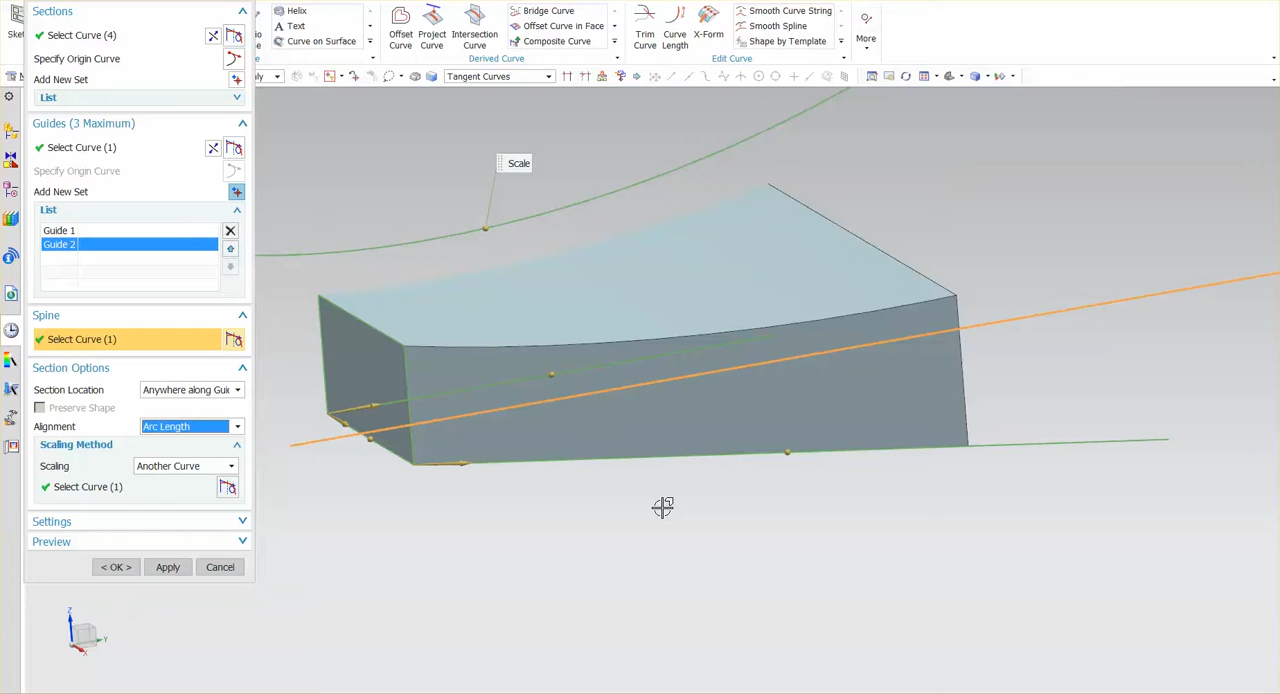 Sections
Select Curve (4)
Specify Origin Curve
Add New Set
List
Guides (3 Maximum)
Select Curve (1)
Specify Origin Curve
Add New Set
List
Guide 1
Guide 2
Spine
Select Curve (1)
Section Options
Section Location
Anywhere along Gui
Preserve Shape
Alignment
Arc Length
Scaling Method
Scaling
Another Curve
Select Curve (1)
Settings
Preview
< OK >
Apply
Cancel
Helix
Text
Curve on Surface
Offset
Curve
Project
Curve
Intersection
Curve
Bridge Curve
Offset Curve in Face
Composite Curve
Derived Curve
Trim
Curve
Curve
Length
X-Form
Smooth Curve String
Smooth Spline
Shape by Template
Edit Curve
More
Tangent Curves
Scale
Z
Y
X